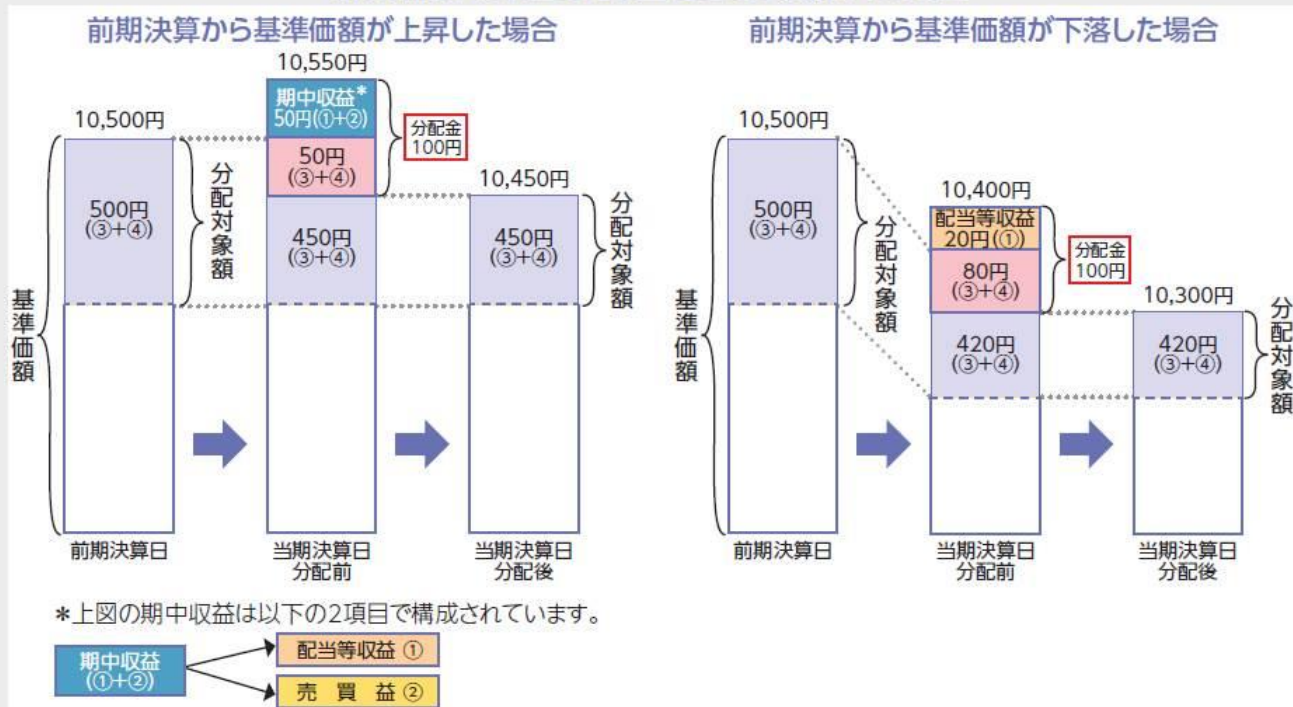 前期決算から基準価額が上昇した場合
10,500円
500円
(③+④)
分配対象額
基準価額
前期決算日
10,550円
期中収益*
50円(①+②)
50円
(③+④)
450円
(③+④)
分配金
100円
当期決算日
分配前
10,450円
450円
(③+④)
分配対象額
当期決算日
分配後
前期決算から基準価額が下落した場合
10,500円
500円
(③+④)
分配対象額
基準価額
前期決算日
10,400円
配当等収益
20円(①)
80円
(③+④)
420円
(③+④)
分配金
100円
当期決算日
分配前
10,300円
420円
(③+④)
分配対象額
当期決算日
分配後
*上図の期中収益は以下の2項目で構成されています。
期中収益
(①+②)
配当等収益 ①
売 買 益 ②